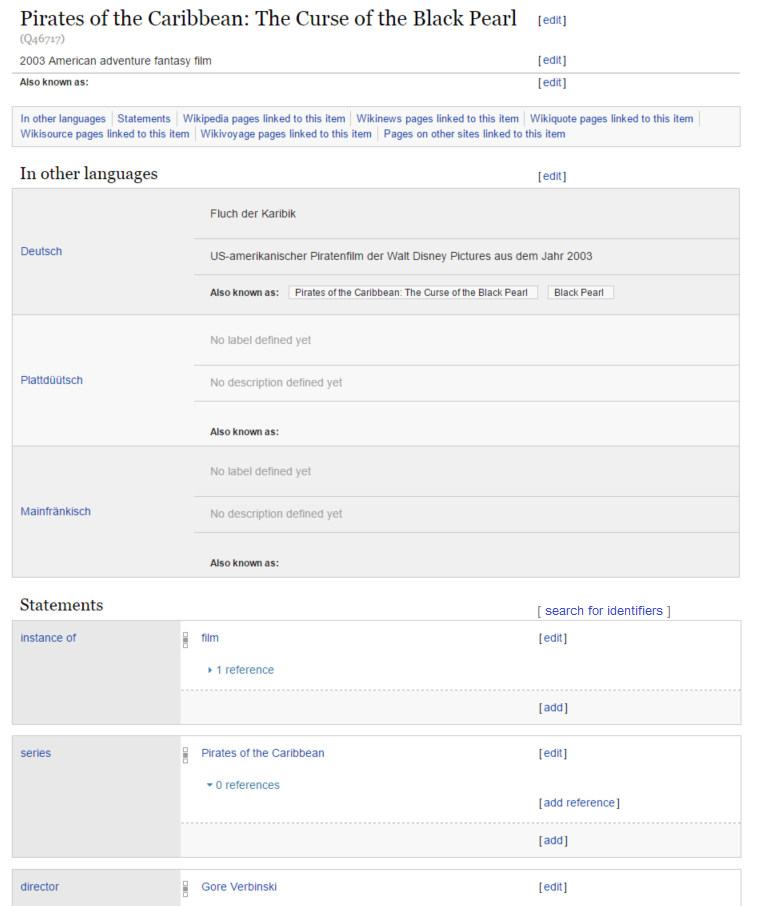 Pirates of the Caribbean: The Curse of the Black Pearl [edit]
(Q46717)
2003 American adventure fantasy film [edit]
Also known as: [edit]
In other languages Statements Wikipedia pages linked to this item Wikinews pages linked to this item Wikiquote pages linked to this item
Wikisource pages linked to this item Wikivoyage pages linked to this item Pages on other sites linked to this item
In other languages [edit]
Fluch der Karibik
Deutsch
US-amerikanischer Piratenfilm der Walt Disney Pictures aus dem Jahr 2003
Also known as: Pirates of the Caribbean: The Curse of the Black Pearl Black Pearl
No label defined yet
Plattdüütsch
No description defined yet
Also known as:
No label defined yet
Mainfränkisch
No description defined yet
Also known as:
Statements [ search for identifiers ]
instance of film [edit]
1 reference
[add]
series Pirates of the Caribbean [edit]
0 references
[add reference]
[add]
director Gore Verbinski [edit]